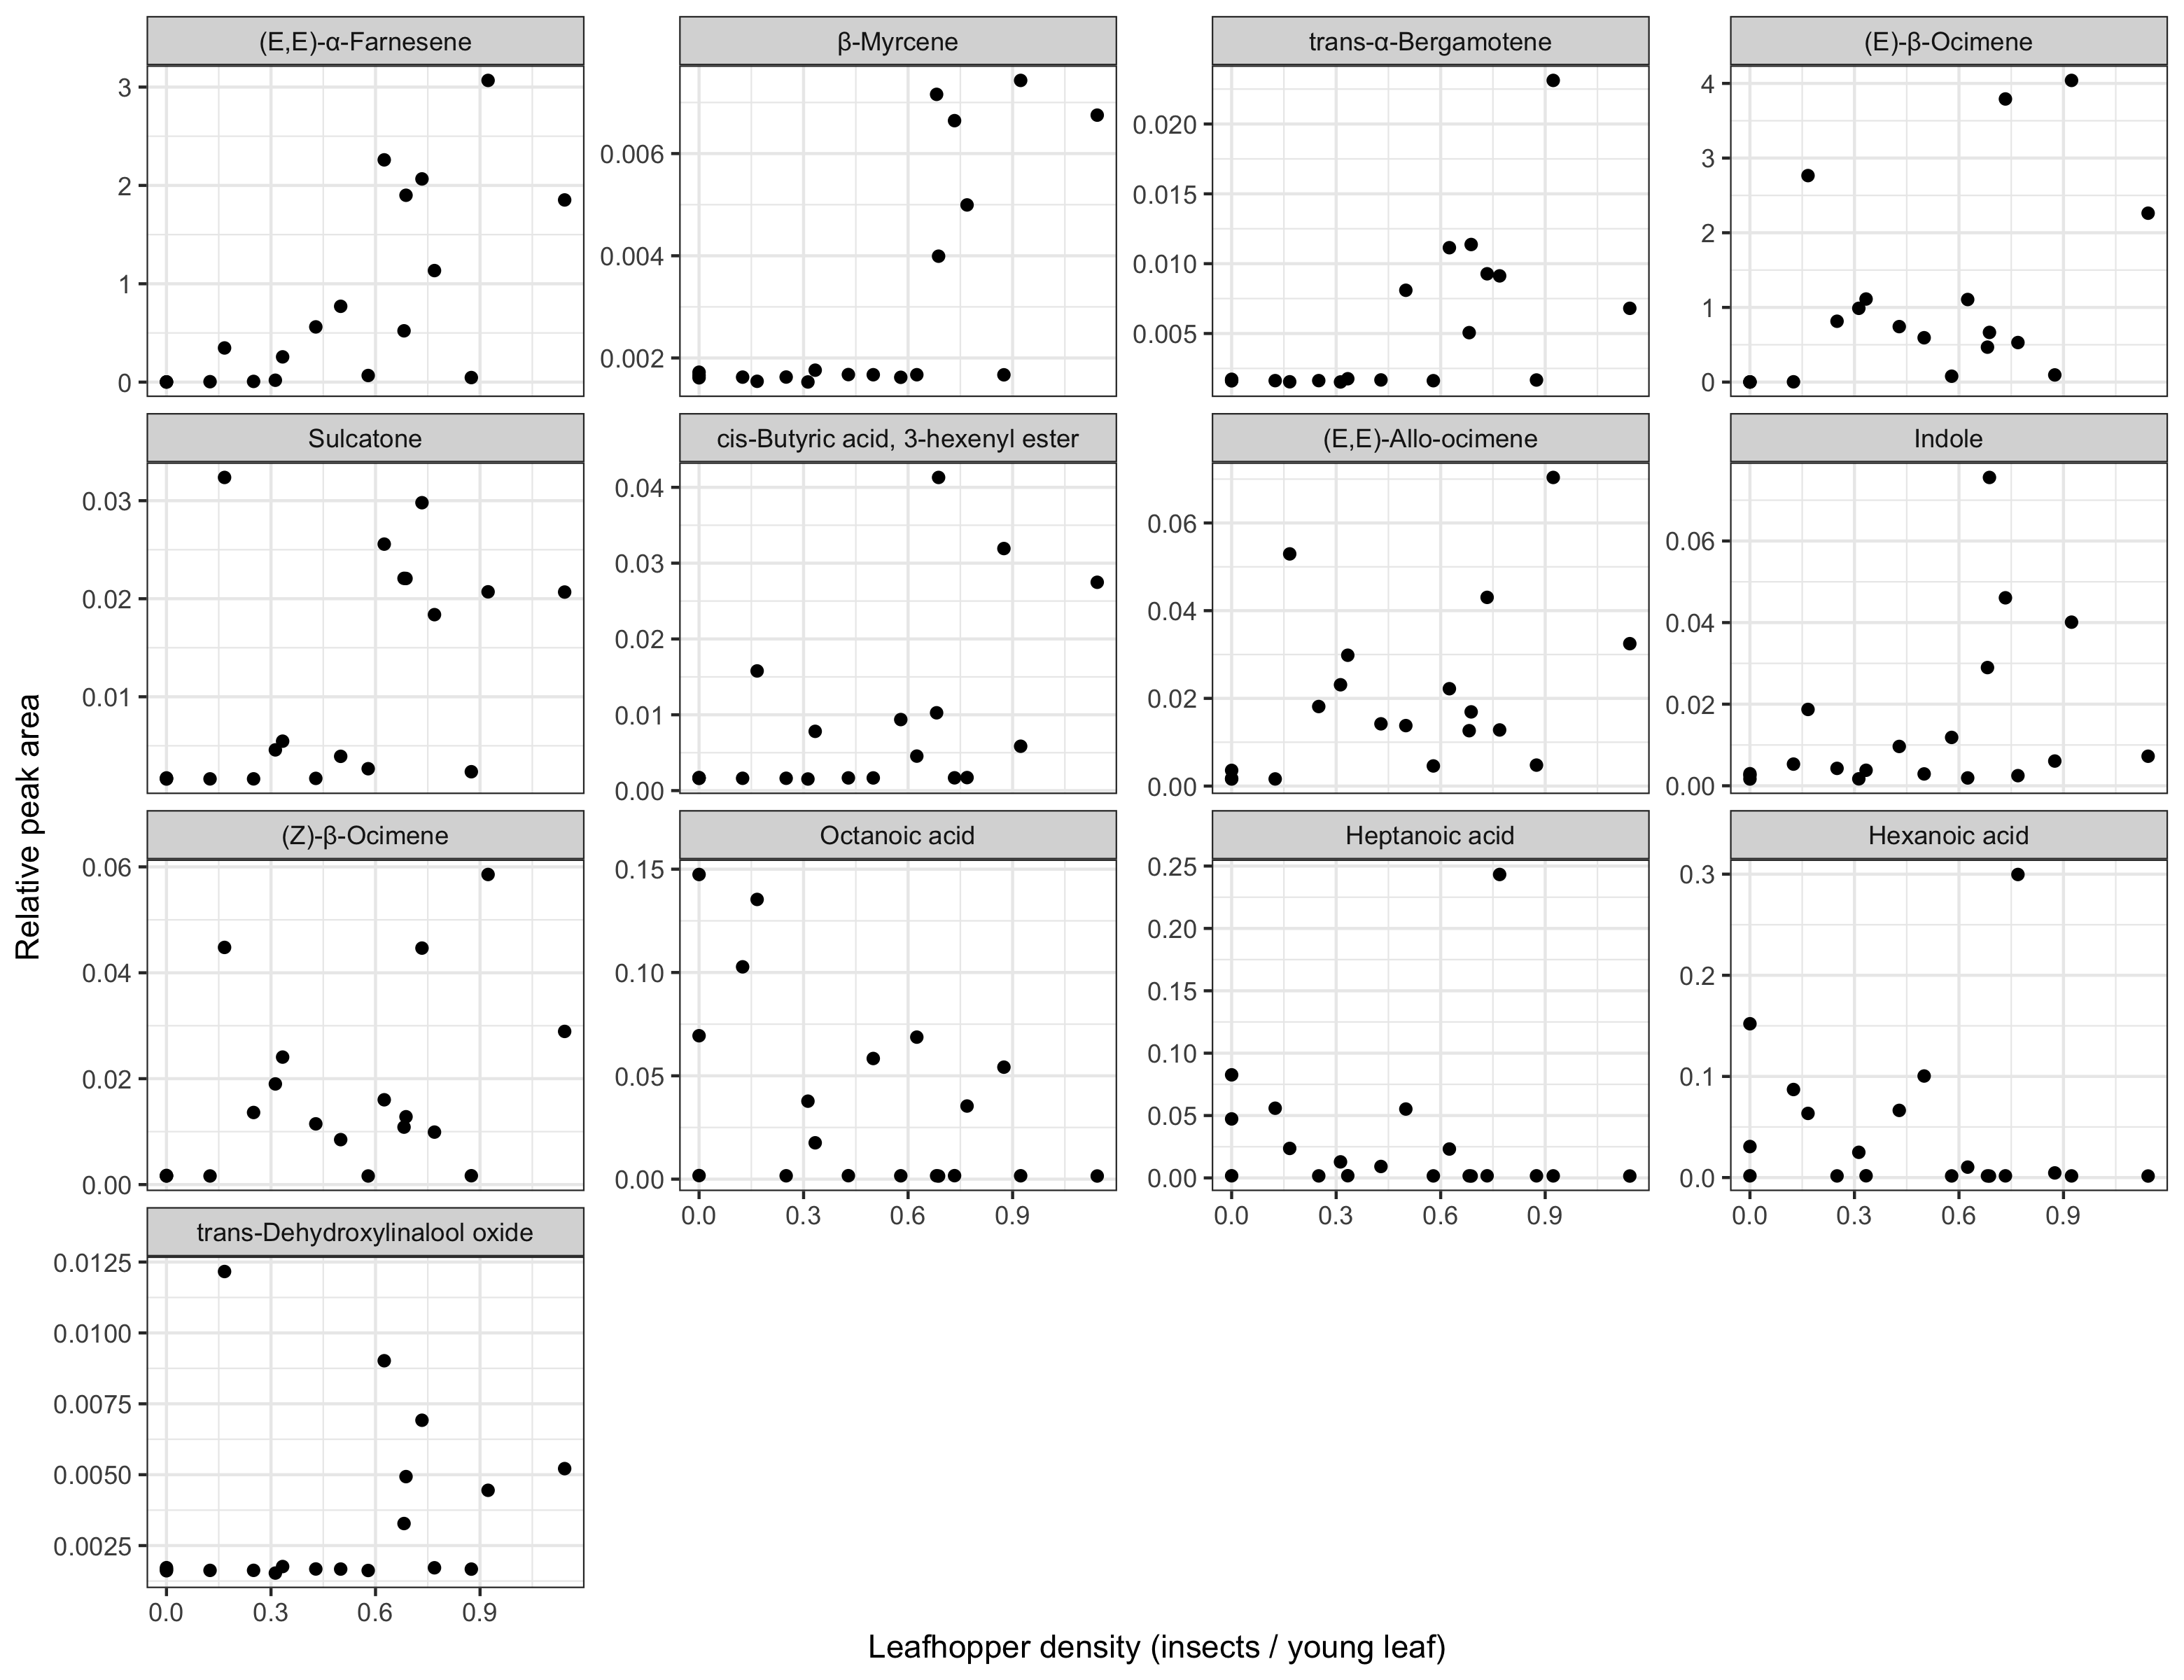 (E,E)-α-Farnesene
β-Myrcene
trans-α-Bergamotene
(E)-β-Ocimene
3
2
1
0
0.006
0.004
0.002
0.020
0.015
0.010
0.005
4
3
2
1
0
Sulcatone
cis-Butyric acid, 3-hexenyl ester
(E,E)-Allo-ocimene
Indole
0.03
0.02
0.01
0.04
0.03
0.02
0.01
0.00
0.06
0.04
0.02
0.00
0.06
0.04
0.02
0.00
Relative peak area
(Z)-β-Ocimene
Octanoic acid
Heptanoic acid
Hexanoic acid
0.06
0.04
0.02
0.00
0.15
0.10
0.05
0.00
0.25
0.20
0.15
0.10
0.05
0.00
0.3
0.2
0.1
0.0
0.0 0.3 0.6 0.9
0.0 0.3 0.6 0.9
0.0 0.3 0.6 0.9
trans-Dehydroxylinalool oxide
0.0125
0.0100
0.0075
0.0050
0.0025
0.0 0.3 0.6 0.9
Leafhopper density (insects / young leaf)